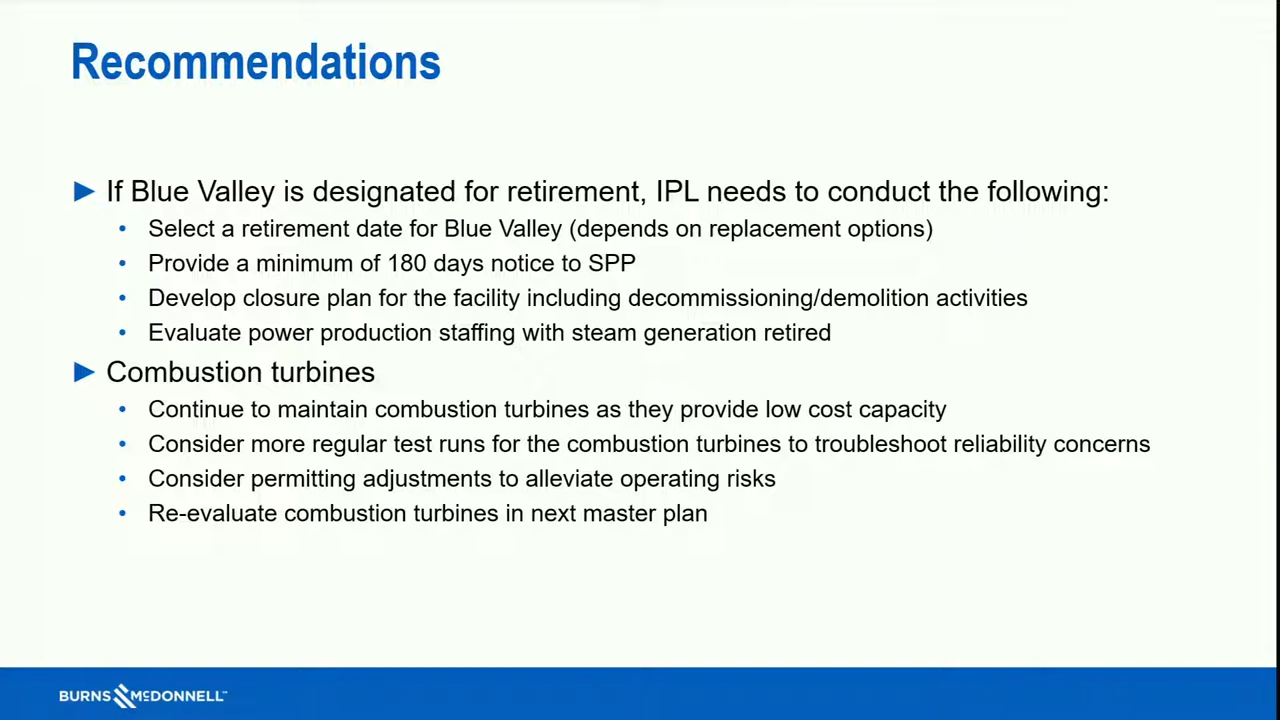 Recommendations
► If Blue Valley is designated for retirement, IPL needs to conduct the following:
• Select a retirement date for Blue Valley (depends on replacement options)
• Provide a minimum of 180 days notice to SPP
• Develop closure plan for the facility including decommissioning/demolition activities
• Evaluate power production staffing with steam generation retired
► Combustion turbines
• Continue to maintain combustion turbines as they provide low cost capacity
• Consider more regular test runs for the combustion turbines to troubleshoot reliability concerns
• Consider permitting adjustments to alleviate operating risks
• Re-evaluate combustion turbines in next master plan
BURNS McDONNELL™